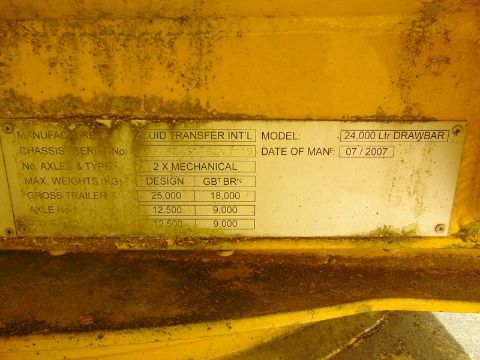 MANUFACTURER FLUID TRANSFER INT'L MODEL: 24,000 Ltr DRAWBAR
CHASSIS SERIES No: DATE OF MANF: 07 / 2007
No. AXLES & TYPE 2 X MECHANICAL
MAX. WEIGHTS (KG) DESIGN GBT BRN
GROSS TRAILER 25,000 18,000
AXLE No 1 12,500 9,000
12,500 9,000